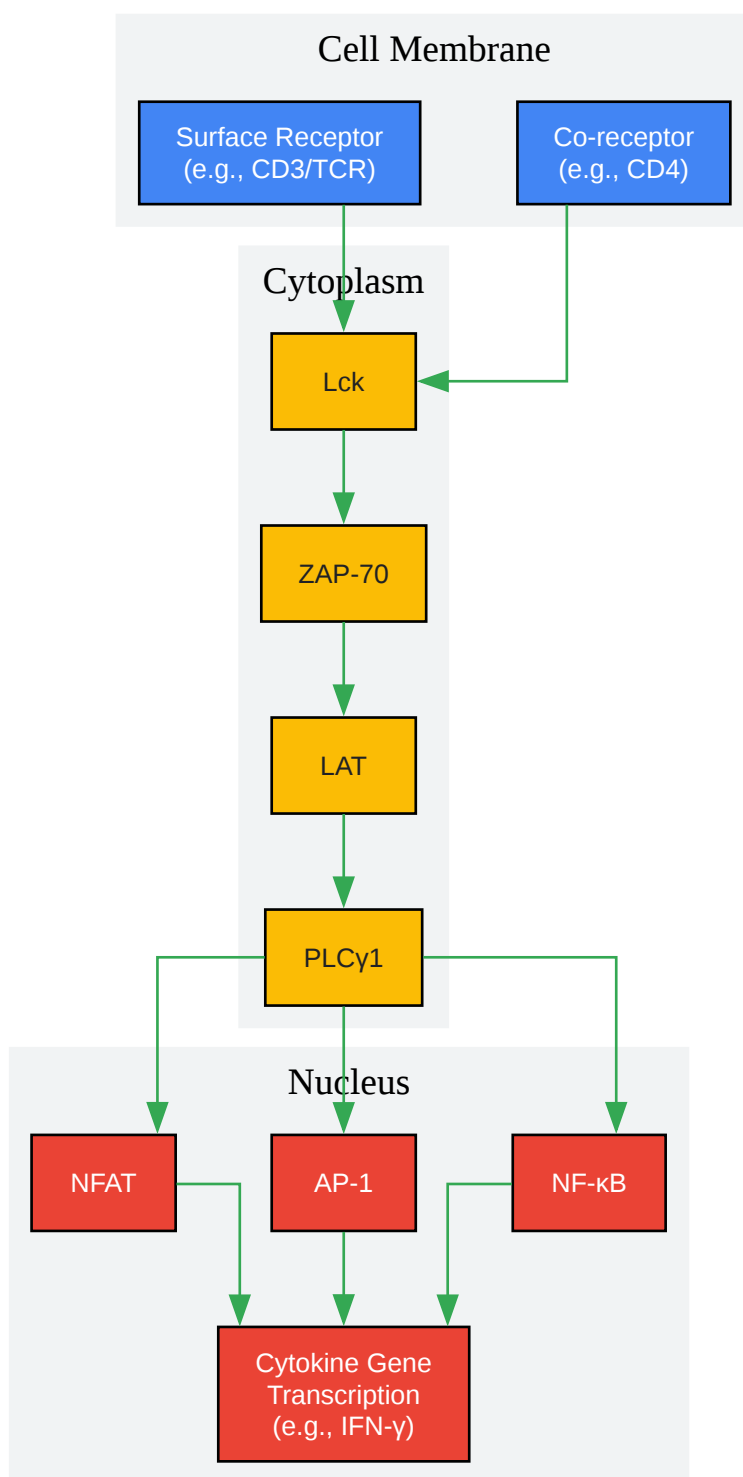 Cell Membrane
Surface Receptor
(e.g., CD3/TCR)
Co-receptor
(e.g., CD4)
Cytoplasm
Lck
ZAP-70
LAT
PLCγ1
Nucleus
NFAT
AP-1
NF-κB
Cytokine Gene
Transcription
(e.g., IFN-γ)